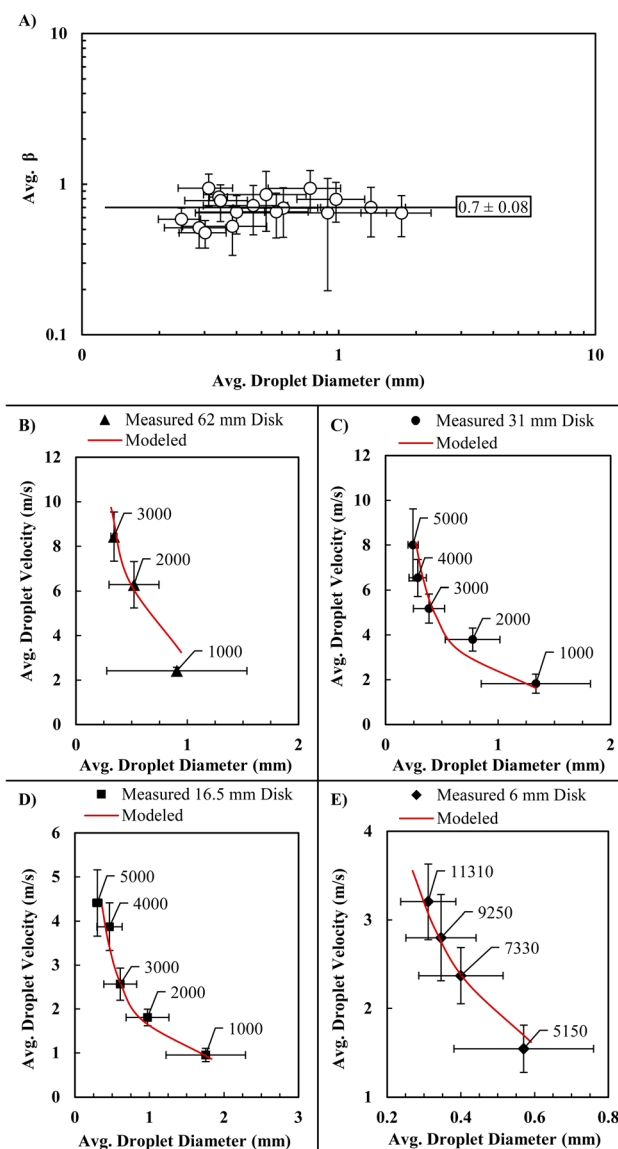 A)
10
1
0.1
Avg. β
0.7 ± 0.08
0 1 10
Avg. Droplet Diameter (mm)
B)
Measured 62 mm Disk
Modeled
12
10
8
6
4
2
0
Avg. Droplet Velocity (m/s)
3000
2000
1000
0 1 2
Avg. Droplet Diameter (mm)
C)
Measured 31 mm Disk
Modeled
12
10
8
6
4
2
0
Avg. Droplet Velocity (m/s)
5000
4000
3000
2000
1000
0 1 2
Avg. Droplet Diameter (mm)
D)
Measured 16.5 mm Disk
Modeled
6
5
4
3
2
1
0
Avg. Droplet Velocity (m/s)
5000
4000
3000
2000
1000
0 1 2 3
Avg. Droplet Diameter (mm)
E)
Measured 6 mm Disk
Modeled
4
3
2
1
Avg. Droplet Velocity (m/s)
11310
9250
7330
5150
0.2 0.4 0.6 0.8
Avg. Droplet Diameter (mm)